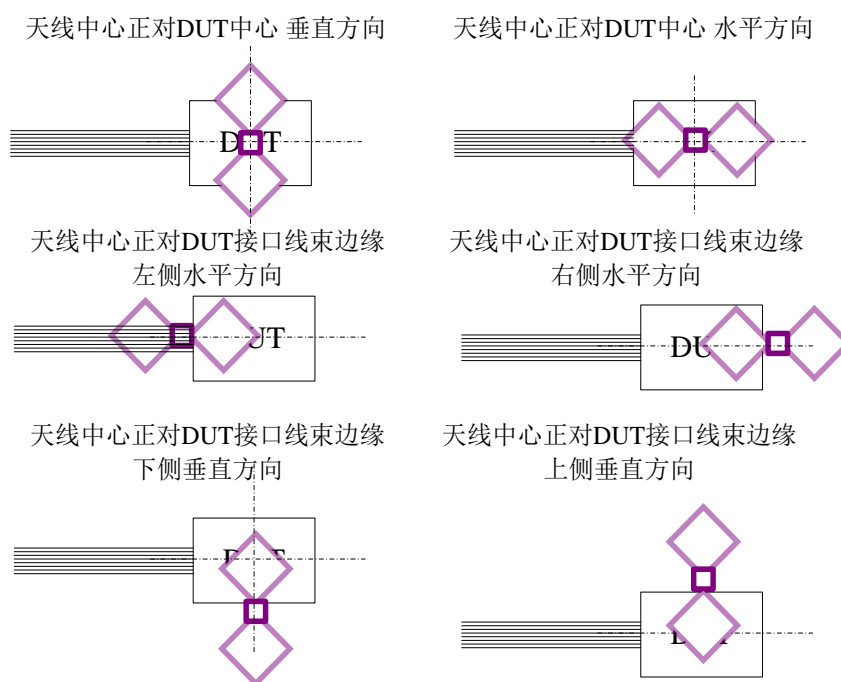 天线中心正对DUT中心 垂直方向
天线中心正对DUT中心 水平方向
DUT
天线中心正对DUT接口线束边缘
左侧水平方向
天线中心正对DUT接口线束边缘
右侧水平方向
UT
DU
天线中心正对DUT接口线束边缘
下侧垂直方向
天线中心正对DUT接口线束边缘
上侧垂直方向
DUT
DUT